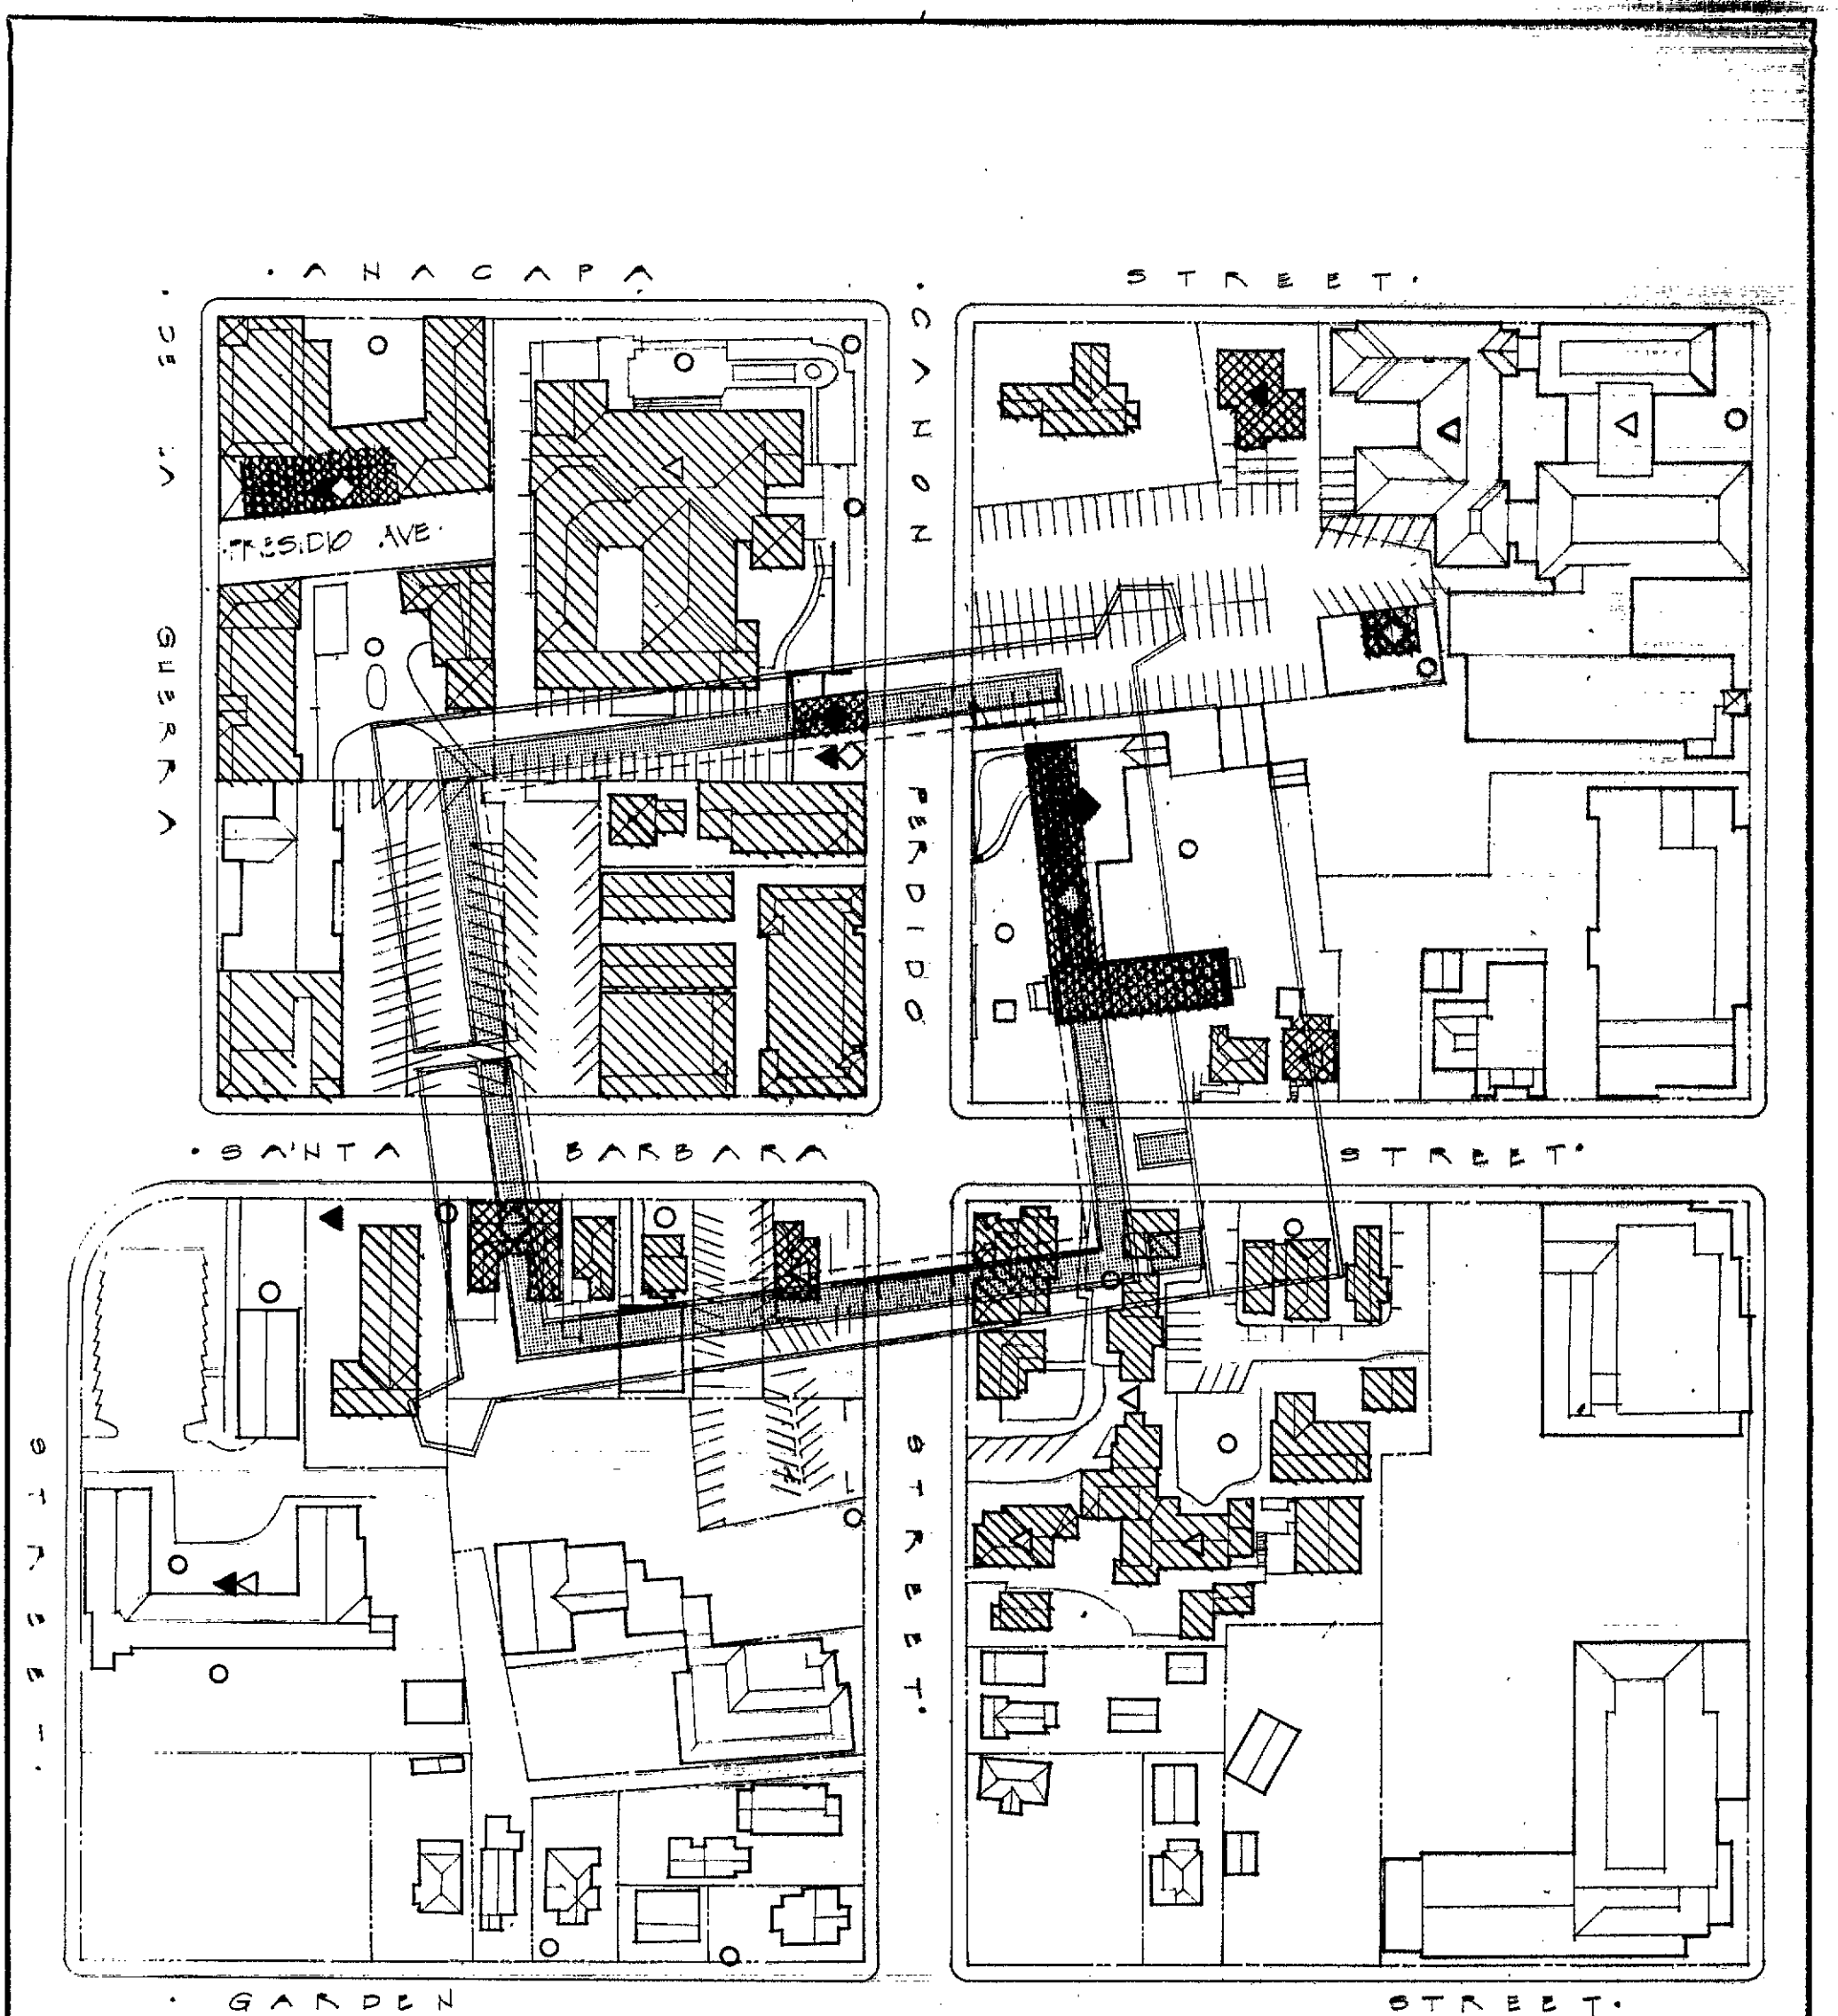 · ANACAPA STREET ·
· DE LA GUERRA STREET ·
· CANON PERDIDO STREET ·
· PRESIDIO AVE ·
· SANTA BARBARA STREET ·
· GARDEN STREET ·